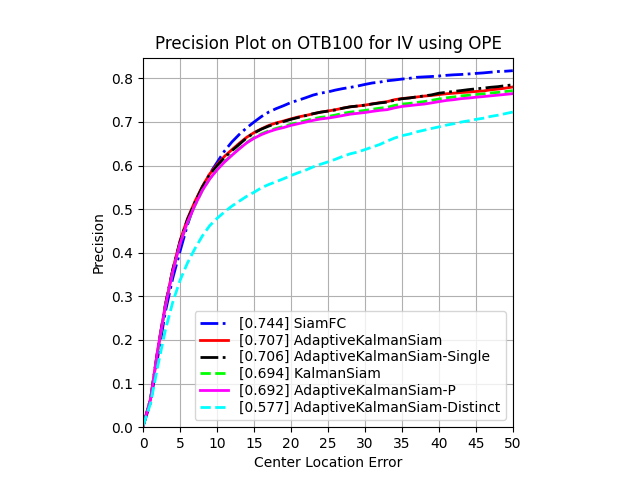 Precision Plot on OTB100 for IV using OPE
Precision
0.8
0.7
0.6
0.5
0.4
0.3
0.2
0.1
0.0
[0.744] SiamFC
[0.707] AdaptiveKalmanSiam
[0.706] AdaptiveKalmanSiam-Single
[0.694] KalmanSiam
[0.692] AdaptiveKalmanSiam-P
[0.577] AdaptiveKalmanSiam-Distinct
0 5 10 15 20 25 30 35 40 45 50
Center Location Error